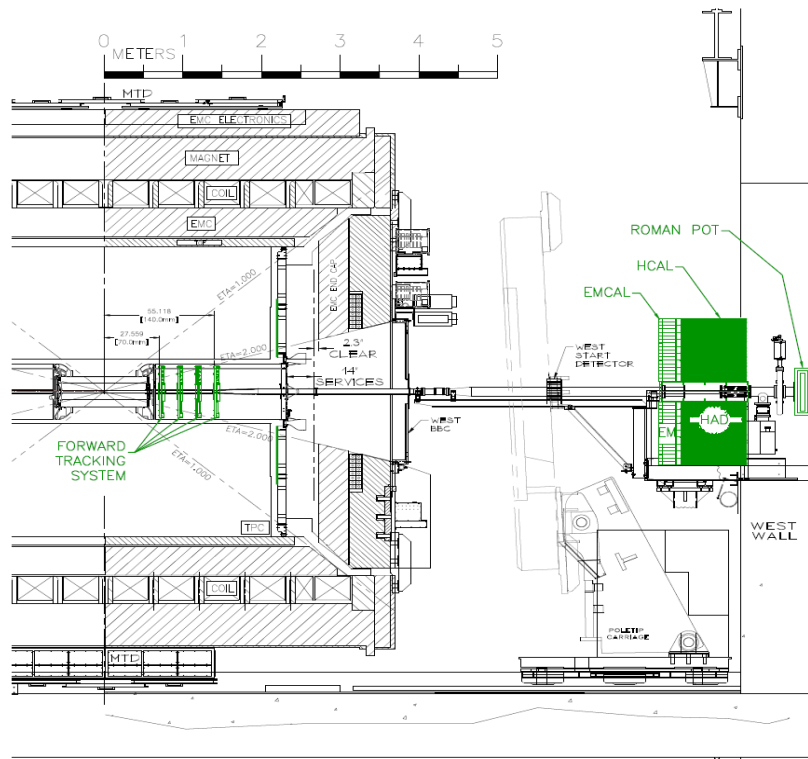 0 1 2 3 4 5
METERS
MTD
EMC ELECTRONICS
MAGNET
COIL
EMC
ETA=1,000
EMC END CAP
55.118
[140.0mm]
27.559
[70.0mm]
ETA=2,000
2.3"
CLEAR
14"
SERVICES
ROMAN POT
HCAL
EMCAL
WEST
START
DETECTOR
WEST
BBC
EM
HAD
FORWARD
TRACKING
SYSTEM
ETA=2,000
ETA=1,000
TPC
WEST
WALL
COIL
POLETIP
CARRIAGE
MTD